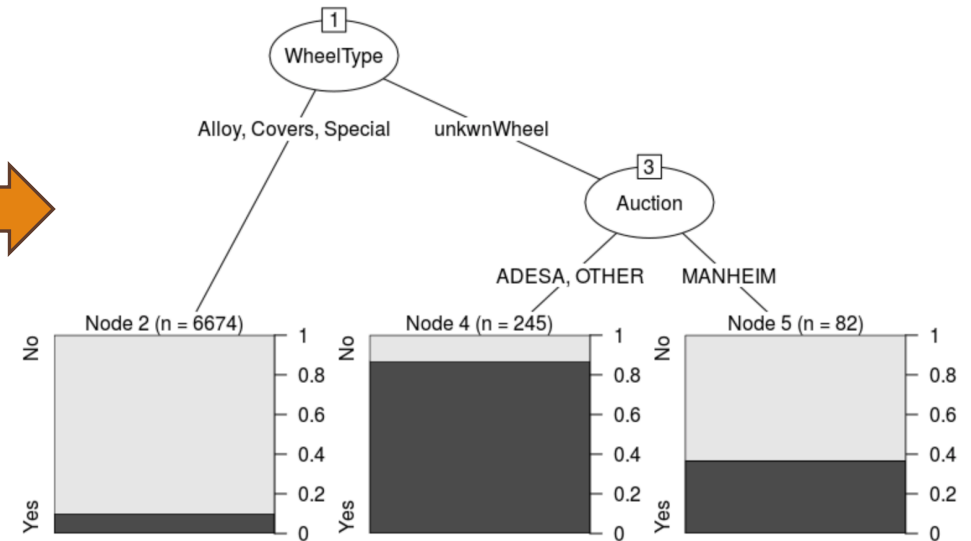 1
WheelType
Alloy, Covers, Special
unkwnWheel
3
Auction
ADESA, OTHER
MANHEIM
Node 2 (n = 6674)
No
Yes
1
0.8
0.6
0.4
0.2
0
Node 4 (n = 245)
No
Yes
1
0.8
0.6
0.4
0.2
0
Node 5 (n = 82)
No
Yes
1
0.8
0.6
0.4
0.2
0